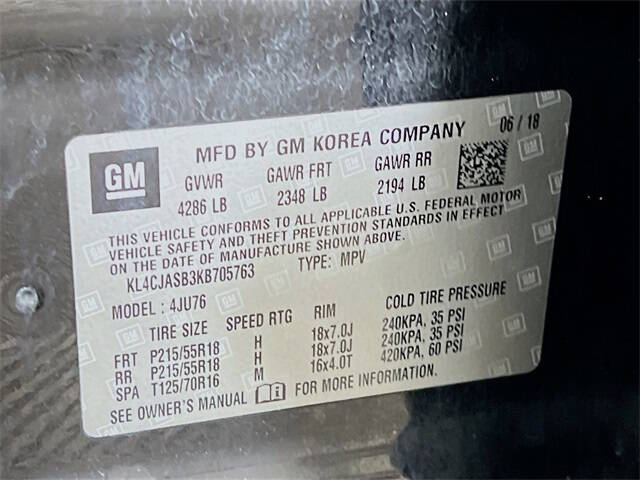 GM
MFD BY GM KOREA COMPANY 06 / 18
GVWR GAWR FRT GAWR RR
4286 LB 2348 LB 2194 LB
THIS VEHICLE CONFORMS TO ALL APPLICABLE U.S. FEDERAL MOTOR
VEHICLE SAFETY AND THEFT PREVENTION STANDARDS IN EFFECT
ON THE DATE OF MANUFACTURE SHOWN ABOVE.
KL4CJASB3KB705763 TYPE: MPV
MODEL : 4JU76
TIRE SIZE SPEED RTG RIM COLD TIRE PRESSURE
FRT P215/55R18 H 18x7.0J 240KPA, 35 PSI
RR P215/55R18 H 18x7.0J 240KPA, 35 PSI
SPA T125/70R16 M 16x4.0T 420KPA, 60 PSI
SEE OWNER'S MANUAL FOR MORE INFORMATION.